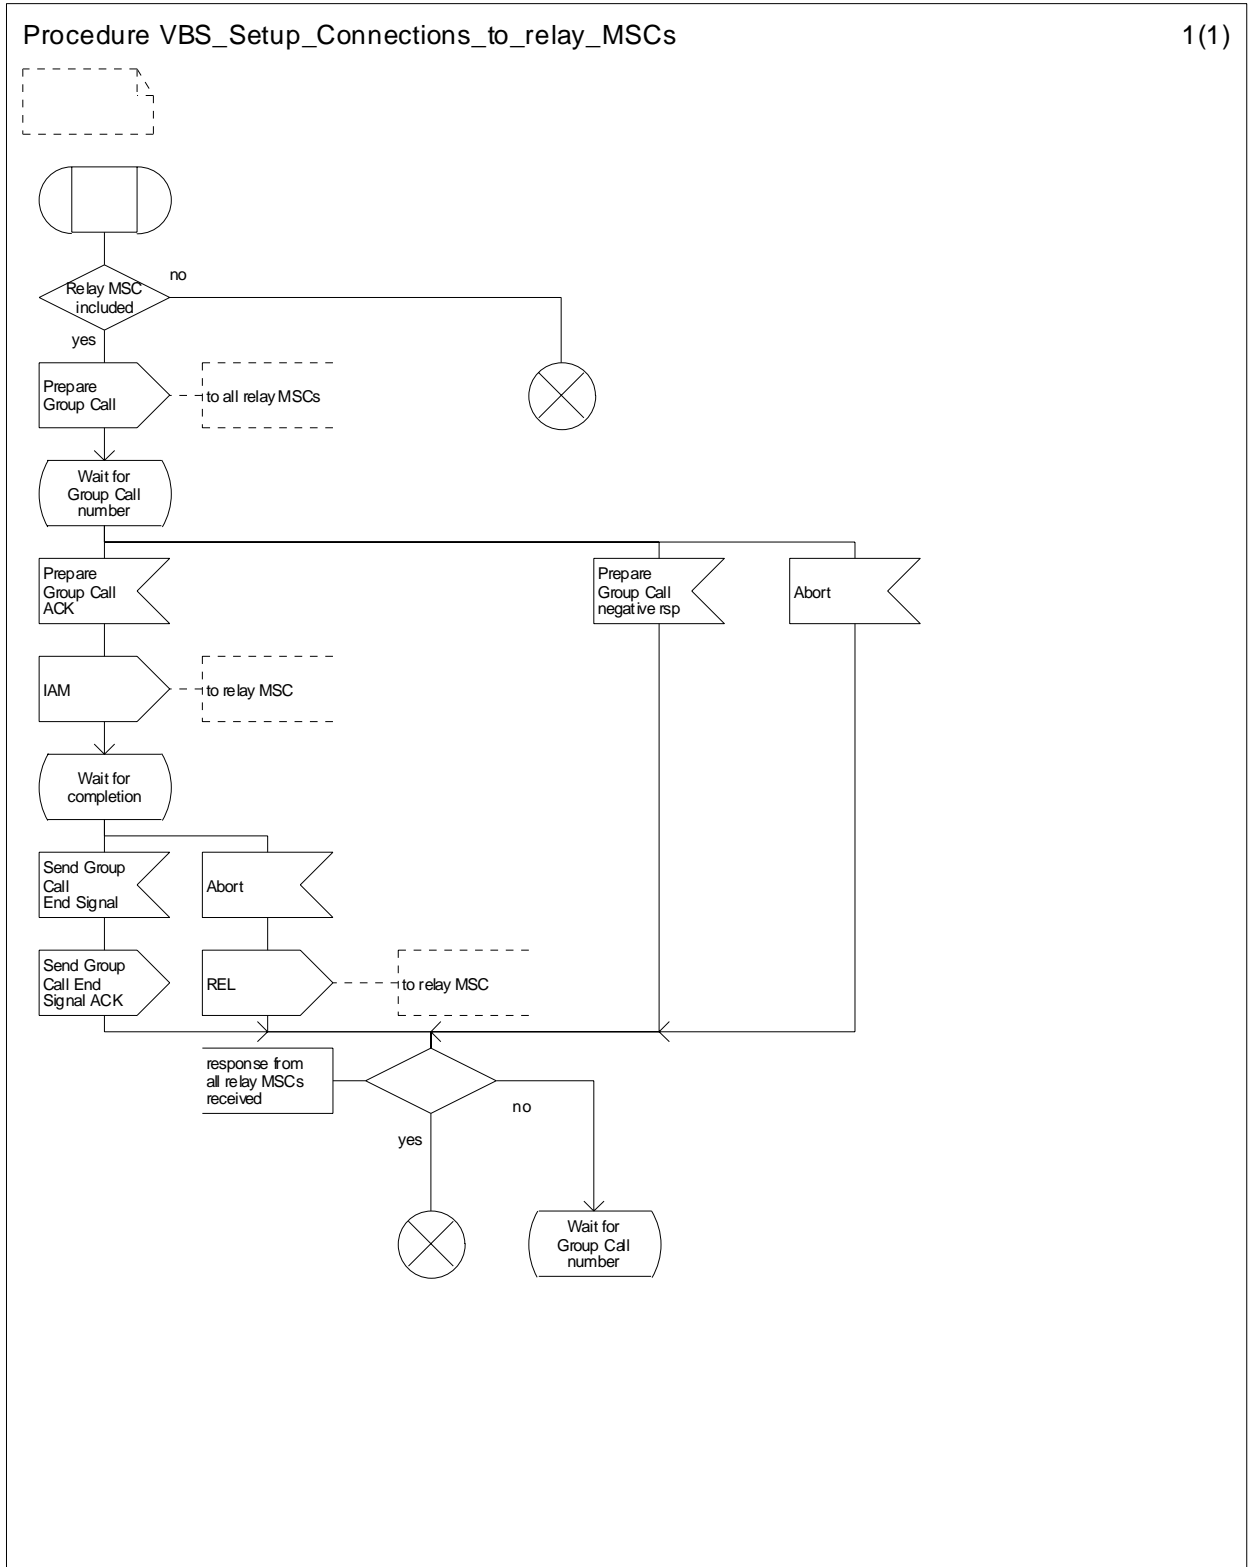 Procedure VBS_Setup_Connections_to_relay_MSCs
1(1)
Relay MSC
included
no
yes
Prepare
Group Call
to all relay MSCs
Wait for
Group Call
number
Prepare
Group Call
ACK
Prepare
Group Call
negative rsp
Abort
IAM
to relay MSC
Wait for
completion
Send Group
Call
End Signal
Abort
Send Group
Call End
Signal ACK
REL
to relay MSC
response from
all relay MSCs
received
no
yes
Wait for
Group Call
number